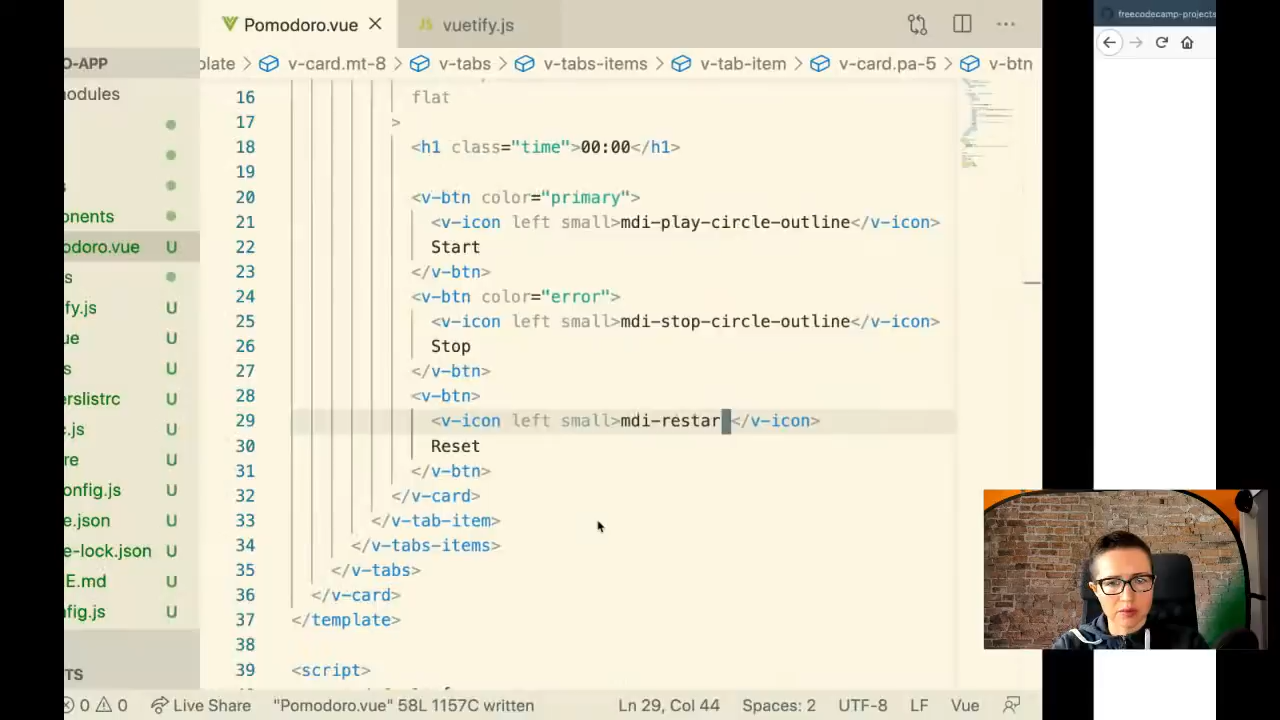 Pomodoro.vue
vuetify.js
freecodecamp-projects
O-APP
plate > v-card.mt-8 > v-tabs > v-tabs-items > v-tab-item > v-card.pa-5 > v-btn
nodules
onents
odoro.vue U
s
fy.js U
ue U
s U
erslistrc U
c.js U
re U
onfig.js U
e.json U
e-lock.json U
E.md U
nfig.js U
TS
16 flat
17 >
18 <h1 class="time">00:00</h1>
19
20 <v-btn color="primary">
21 <v-icon left small>mdi-play-circle-outline</v-icon>
22 Start
23 </v-btn>
24 <v-btn color="error">
25 <v-icon left small>mdi-stop-circle-outline</v-icon>
26 Stop
27 </v-btn>
28 <v-btn>
29 <v-icon left small>mdi-restar </v-icon>
30 Reset
31 </v-btn>
32 </v-card>
33 </v-tab-item>
34 </v-tabs-items>
35 </v-tabs>
36 </v-card>
37 </template>
38
39 <script>
0 0 Live Share "Pomodoro.vue" 58L 1157C written Ln 29, Col 44 Spaces: 2 UTF-8 LF Vue